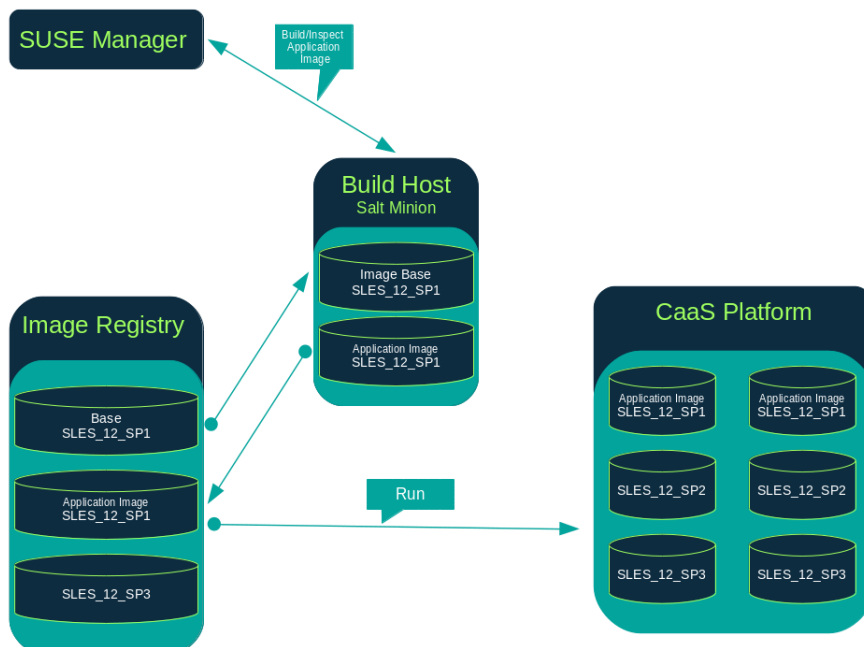 SUSE Manager
Build/Inspect
Application
Image
Build Host
Salt Minion
Image Base
SLES_12_SP1
Application Image
SLES_12_SP1
Image Registry
Base
SLES_12_SP1
Application Image
SLES_12_SP1
SLES_12_SP3
Run
CaaS Platform
Application Image
SLES_12_SP1
Application Image
SLES_12_SP1
SLES_12_SP2
SLES_12_SP2
SLES_12_SP3
SLES_12_SP3